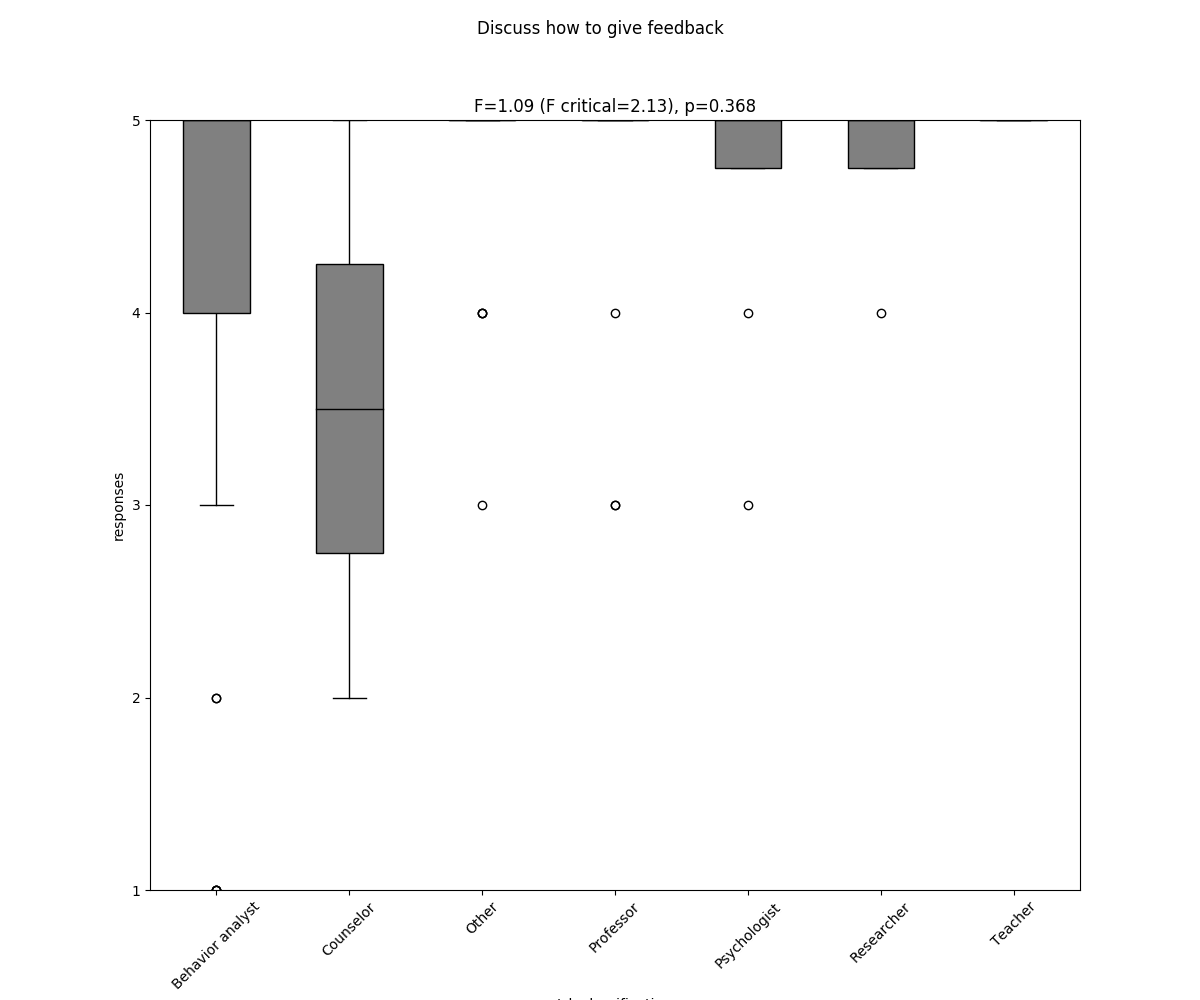 Discuss how to give feedback
F=1.09 (F critical=2.13), p=0.368
5
4
3
2
1
responses
Behavior analyst
Counselor
Other
Professor
Psychologist
Researcher
Teacher